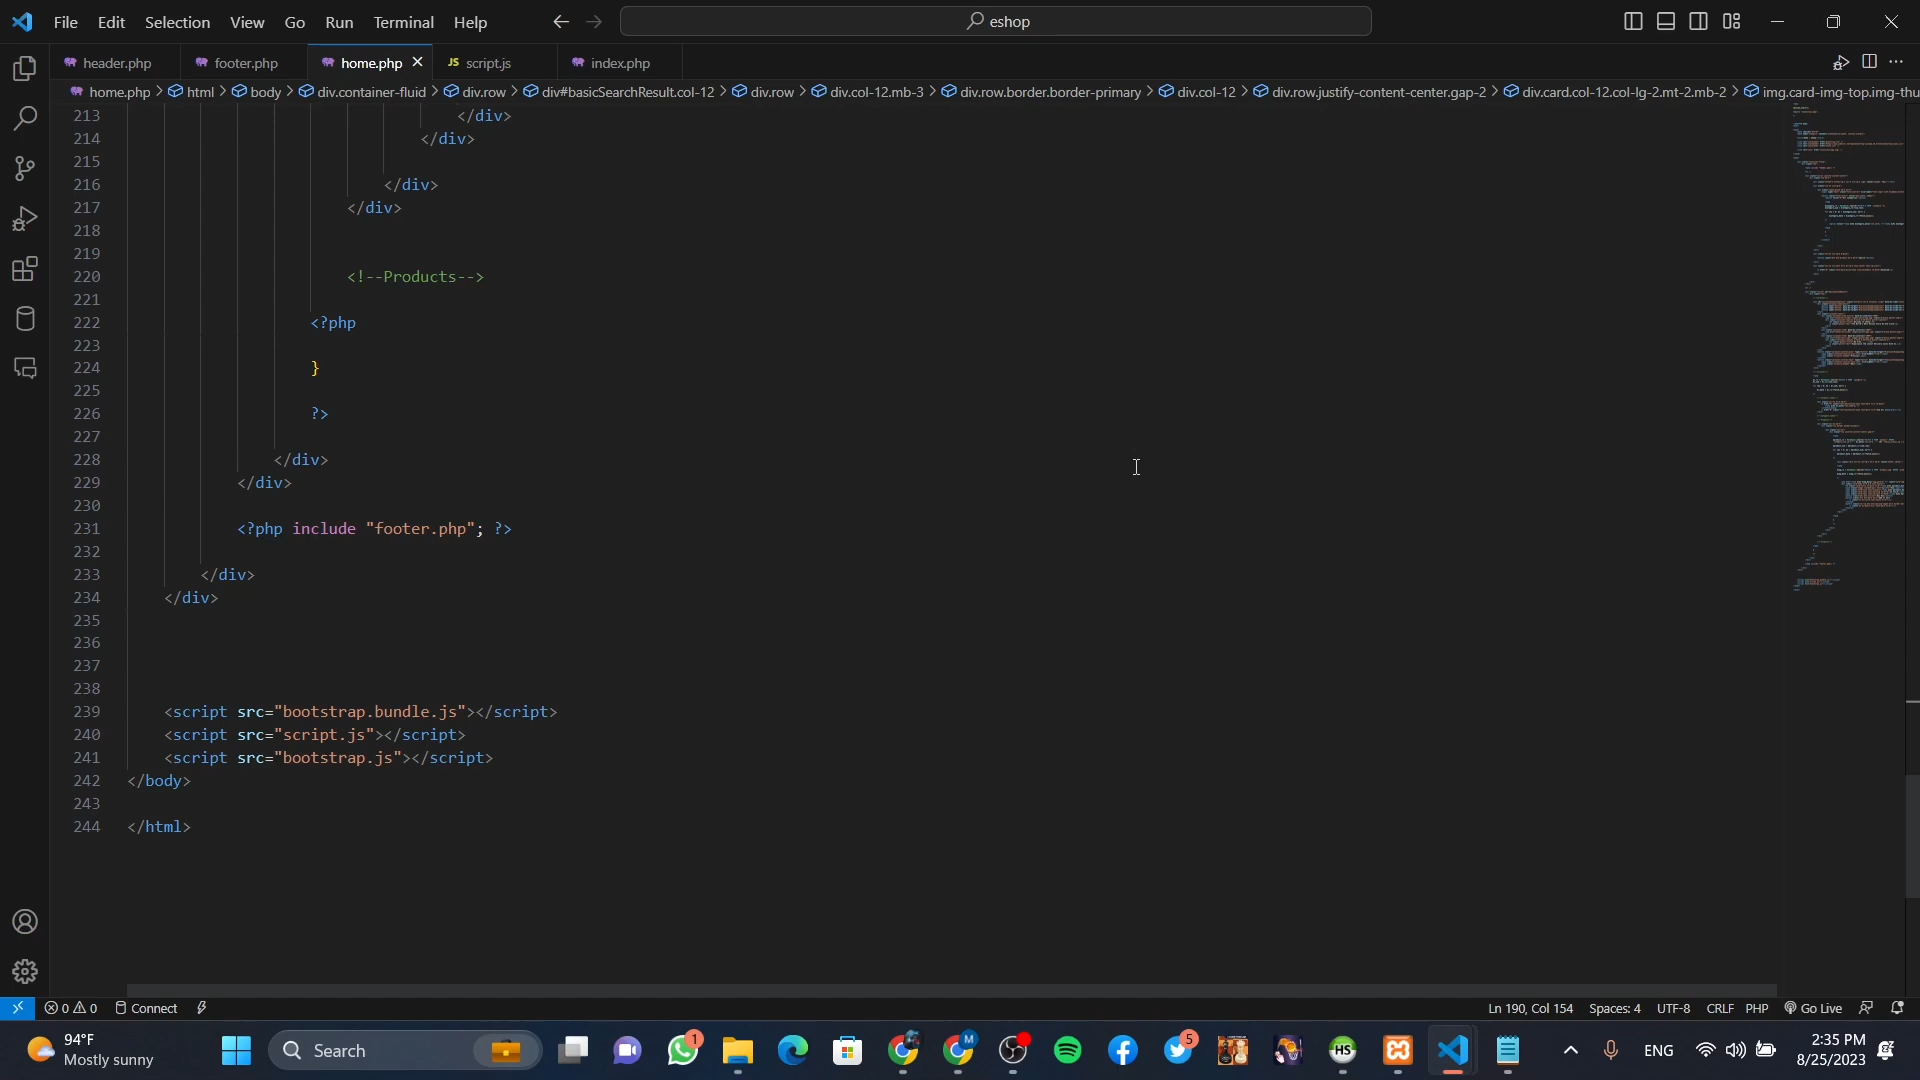 File Edit Selection View Go Run Terminal Help
eshop
header.php footer.php home.php JS script.js index.php
home.php > html > body > div.container-fluid > div.row > div#basicSearchResult.col-12 > div.row > div.col-12.mb-3 > div.row.border.border-primary > div.col-12 > div.row.justify-content-center.gap-2 > div.card.col-12.col-lg-2.mt-2.mb-2 > img.card-img-top.img-thu
213 </div>
214 </div>
215
216 </div>
217 </div>
218
219
220 <!--Products-->
221
222 <?php
223
224 }
225
226 ?>
227
228 </div>
229 </div>
230
231 <?php include "footer.php"; ?>
232
233 </div>
234 </div>
235
236
237
238
239 <script src="bootstrap.bundle.js"></script>
240 <script src="script.js"></script>
241 <script src="bootstrap.js"></script>
242 </body>
243
244 </html>
0 0 Connect Ln 190, Col 154 Spaces: 4 UTF-8 CRLF PHP Go Live
94°F
Mostly sunny
Search
1
M
5
HS
ENG
2:35 PM
8/25/2023